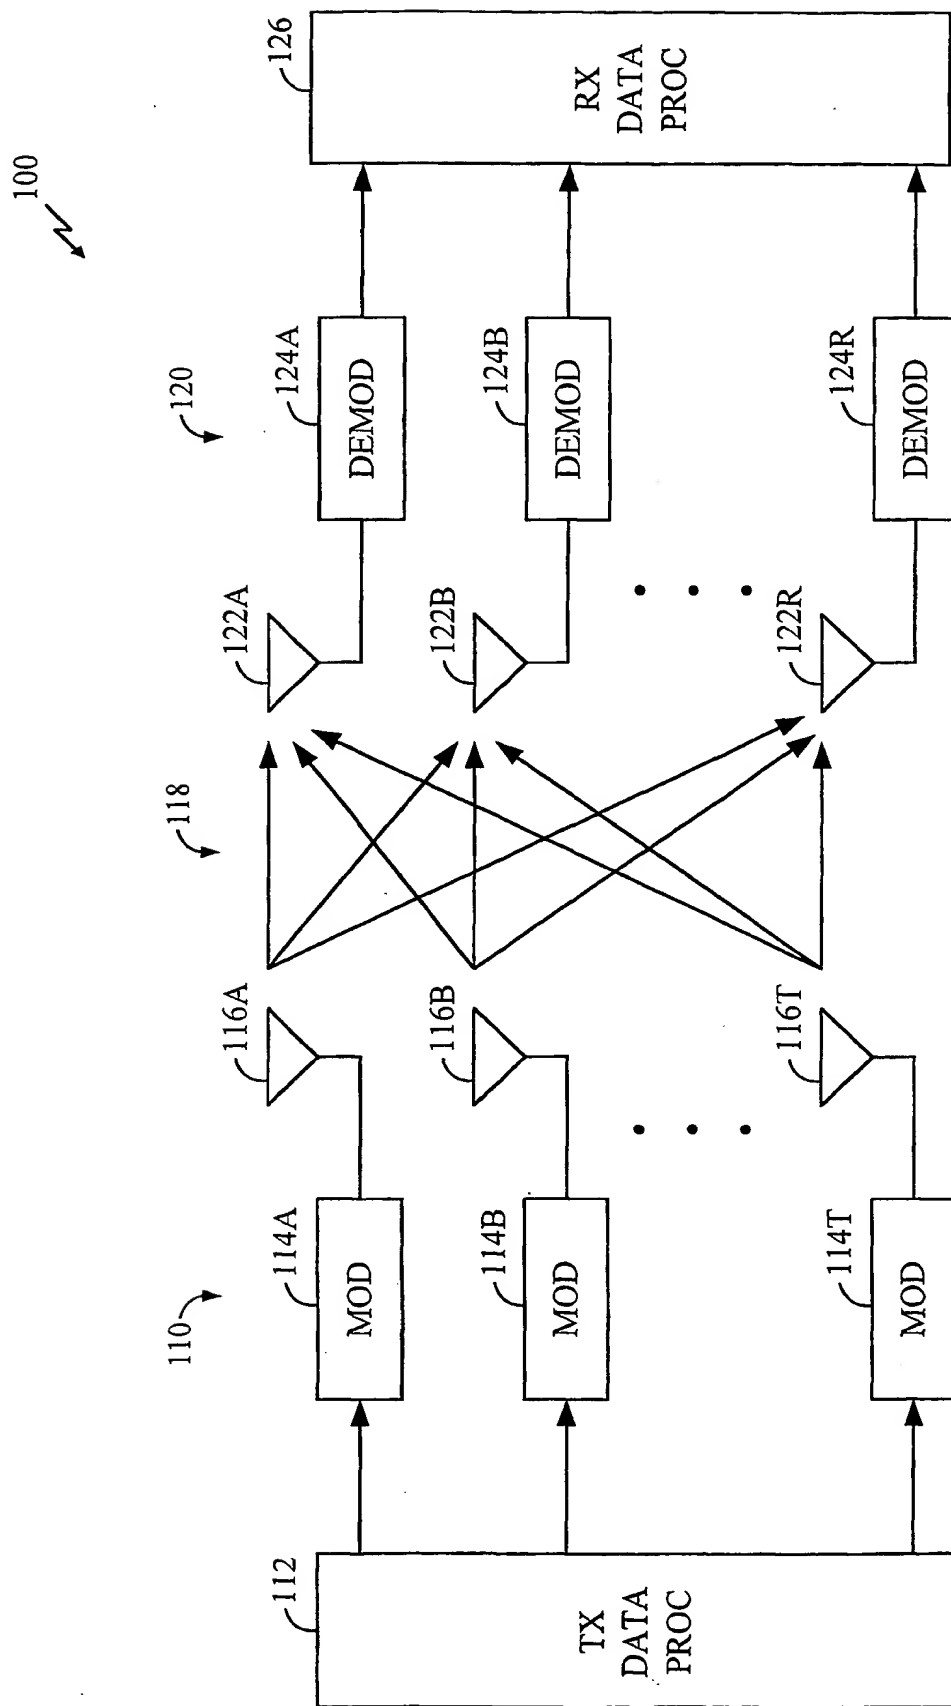 100
110
118
120
112
TX
DATA
PROC
114A
MOD
116A
122A
124A
DEMOD
126
RX
DATA
PROC
114B
MOD
116B
122B
124B
DEMOD
114T
MOD
116T
122R
124R
DEMOD